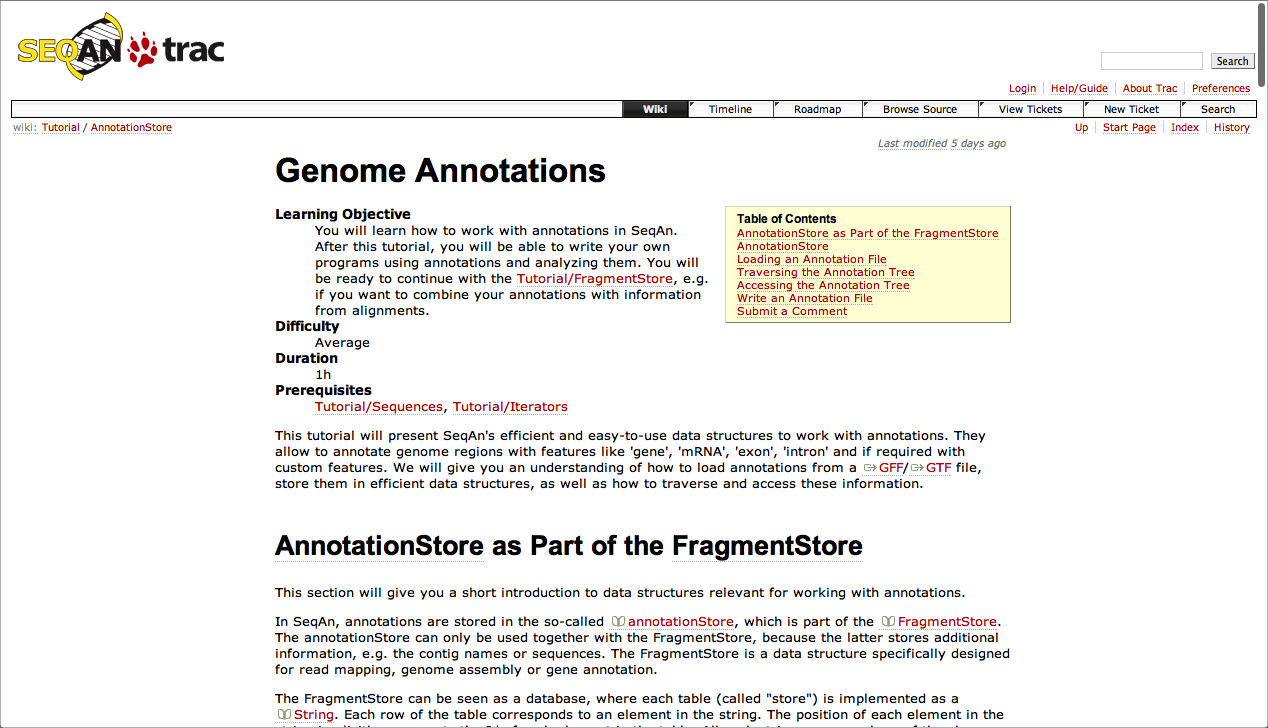 SEQAN trac
Search
Login Help/Guide About Trac Preferences
Wiki Timeline Roadmap Browse Source View Tickets New Ticket Search
wiki: Tutorial / AnnotationStore
Up Start Page Index History
Last modified 5 days ago
Genome Annotations
Learning Objective
You will learn how to work with annotations in SeqAn.
After this tutorial, you will be able to write your own
programs using annotations and analyzing them. You will
be ready to continue with the Tutorial/FragmentStore, e.g.
if you want to combine your annotations with information
from alignments.
Difficulty
Average
Duration
1h
Prerequisites
Tutorial/Sequences, Tutorial/Iterators
Table of Contents
AnnotationStore as Part of the FragmentStore
AnnotationStore
Loading an Annotation File
Traversing the Annotation Tree
Accessing the Annotation Tree
Write an Annotation File
Submit a Comment
This tutorial will present SeqAn's efficient and easy-to-use data structures to work with annotations. They
allow to annotate genome regions with features like 'gene', 'mRNA', 'exon', 'intron' and if required with
custom features. We will give you an understanding of how to load annotations from a GFF/GTF file,
store them in efficient data structures, as well as how to traverse and access these information.
AnnotationStore as Part of the FragmentStore
This section will give you a short introduction to data structures relevant for working with annotations.
In SeqAn, annotations are stored in the so-called annotationStore, which is part of the FragmentStore.
The annotationStore can only be used together with the FragmentStore, because the latter stores additional
information, e.g. the contig names or sequences. The FragmentStore is a data structure specifically designed
for read mapping, genome assembly or gene annotation.
The FragmentStore can be seen as a database, where each table (called "store") is implemented as a
String. Each row of the table corresponds to an element in the string. The position of each element in the